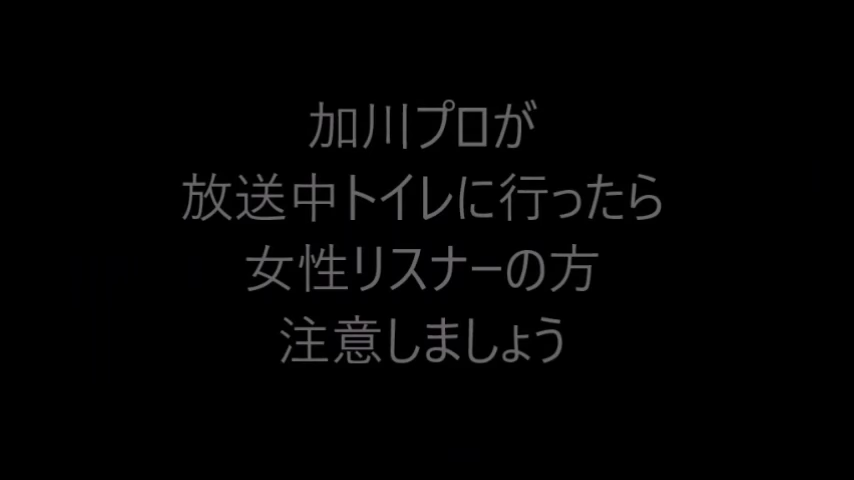 加川プロが
放送中トイレに行ったら
女性リスナーの方
注意しましょう